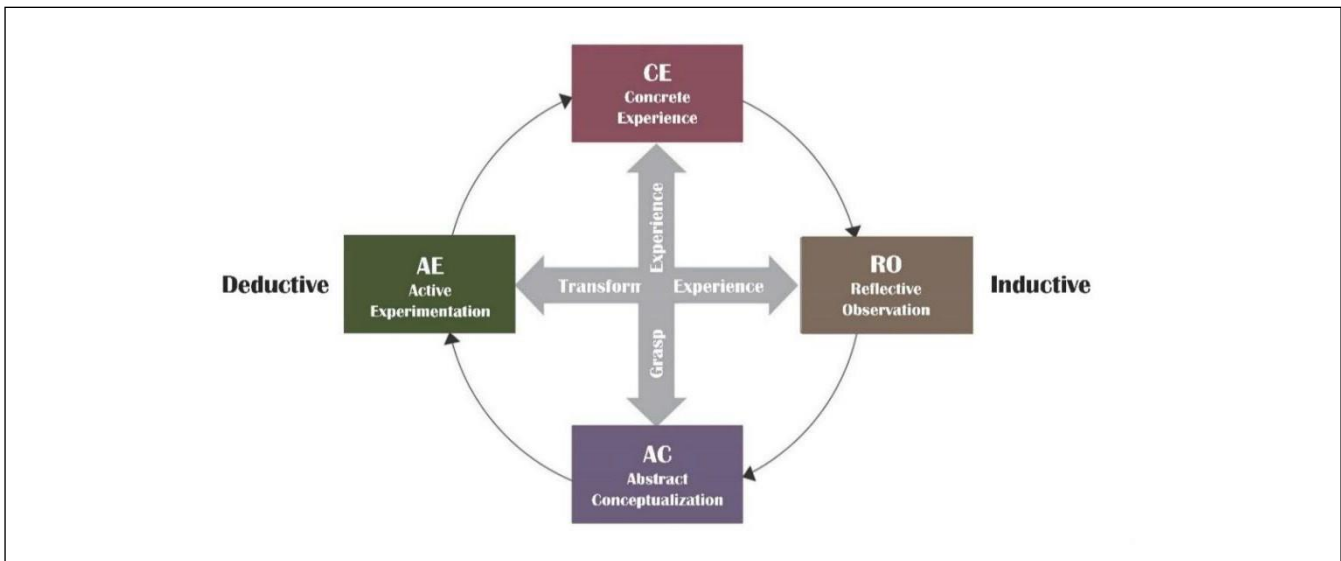 CE
Concrete
Experience
Deductive
AE
Active
Experimentation
Transform Experience
Grasp Experience
RO
Reflective
Observation
Inductive
AC
Abstract
Conceptualization